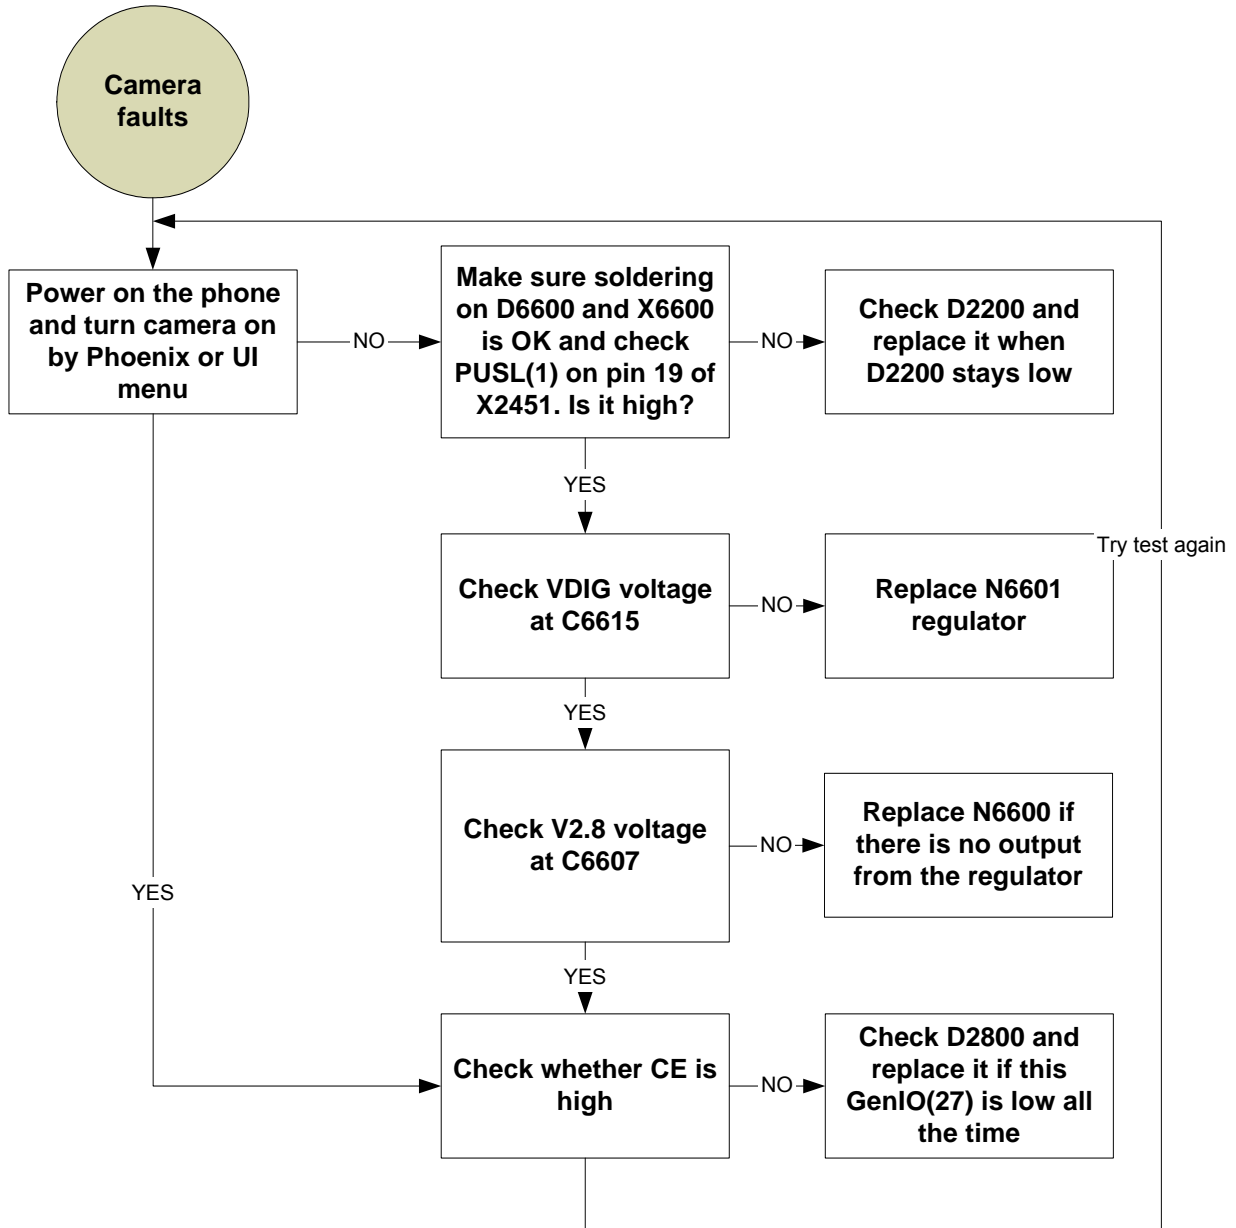 Camera
faults
Power on the phone
and turn camera on
by Phoenix or UI
menu
NO
Make sure soldering
on D6600 and X6600
is OK and check
PUSL(1) on pin 19 of
X2451. Is it high?
NO
Check D2200 and
replace it when
D2200 stays low
YES
Check VDIG voltage
at C6615
NO
Replace N6601
regulator
Try test again
YES
Check V2.8 voltage
at C6607
NO
Replace N6600 if
there is no output
from the regulator
YES
YES
Check whether CE is
high
NO
Check D2800 and
replace it if this
GenIO(27) is low all
the time